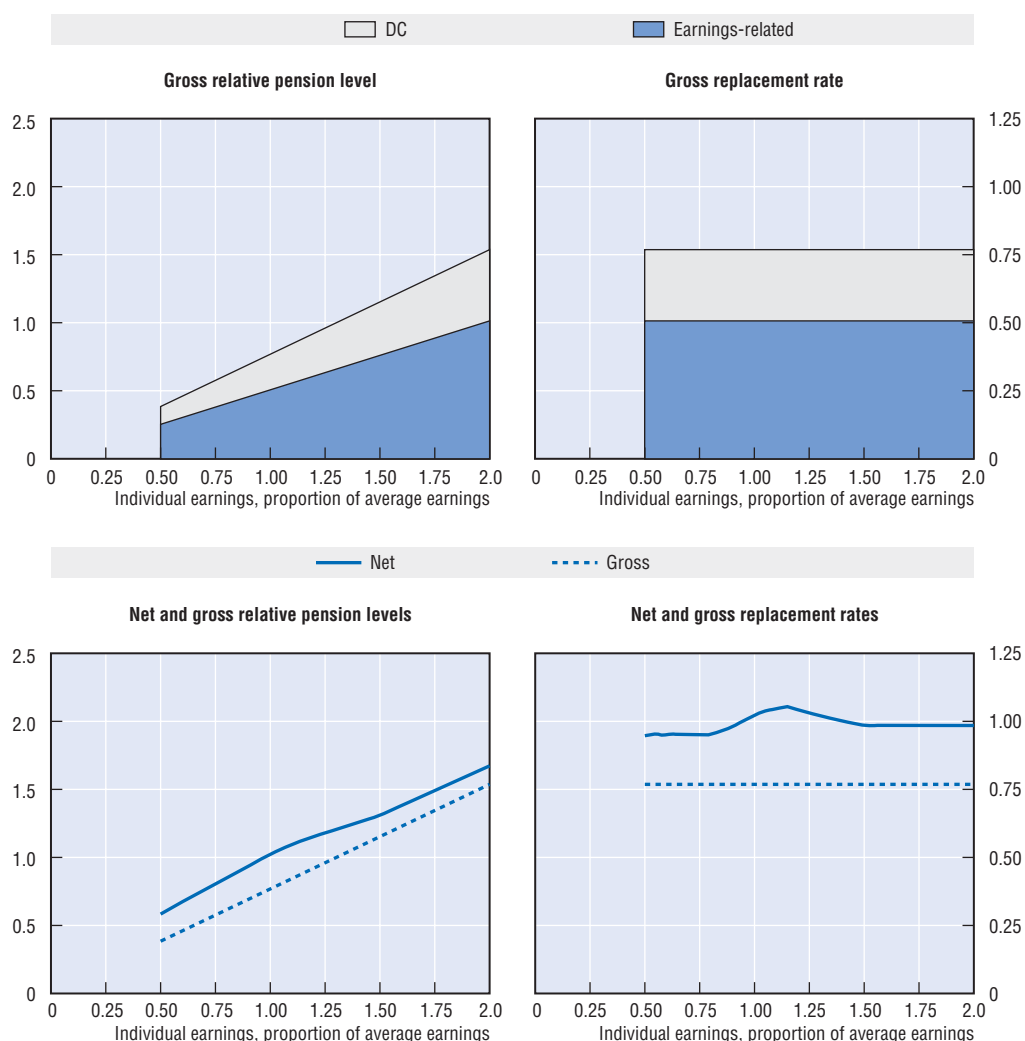 DC
Earnings-related
Gross relative pension level
Gross replacement rate
2.5
2.0
1.5
1.0
0.5
0
0 0.25 0.50 0.75 1.00 1.25 1.50 1.75 2.0
Individual earnings, proportion of average earnings
1.25
1.00
0.75
0.50
0.25
0
0 0.25 0.50 0.75 1.00 1.25 1.50 1.75 2.0
Individual earnings, proportion of average earnings
Net
Gross
Net and gross relative pension levels
Net and gross replacement rates
2.5
2.0
1.5
1.0
0.5
0
0 0.25 0.50 0.75 1.00 1.25 1.50 1.75 2.0
Individual earnings, proportion of average earnings
1.25
1.00
0.75
0.50
0.25
0
0 0.25 0.50 0.75 1.00 1.25 1.50 1.75 2.0
Individual earnings, proportion of average earnings